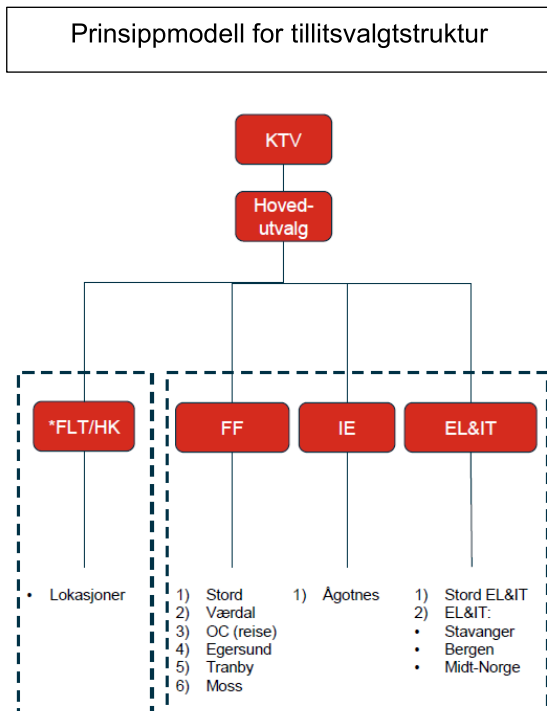 Prinsippmodell for tillitsvalgtstruktur
KTV
Hoved-
utvalg
*FLT/HK
FF
IE
EL&IT
• Lokasjoner
1) Stord
2) Værdal
3) OC (reise)
4) Egersund
5) Tranby
6) Moss
1) Ågotnes
1) Stord EL&IT
2) EL&IT:
• Stavanger
• Bergen
• Midt-Norge